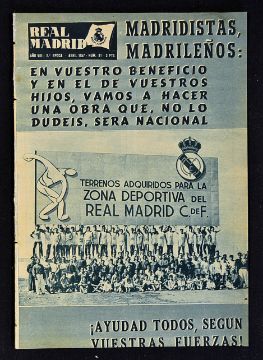 REAL
MADRID
MADRIDISTAS,
MADRILEÑOS:
EN VUESTRO BENEFICIO
Y EN EL DE VUESTROS
HIJOS, VAMOS A HACER
UNA OBRA QUE, NO LO
DUDEIS, SERA NACIONAL
TERRENOS ADQUIRIDOS PARA LA
ZONA DEPORTIVA DEL
REAL MADRID C. de F.
¡AYUDAD TODOS, SEGUN
VUESTRAS FUERZAS!